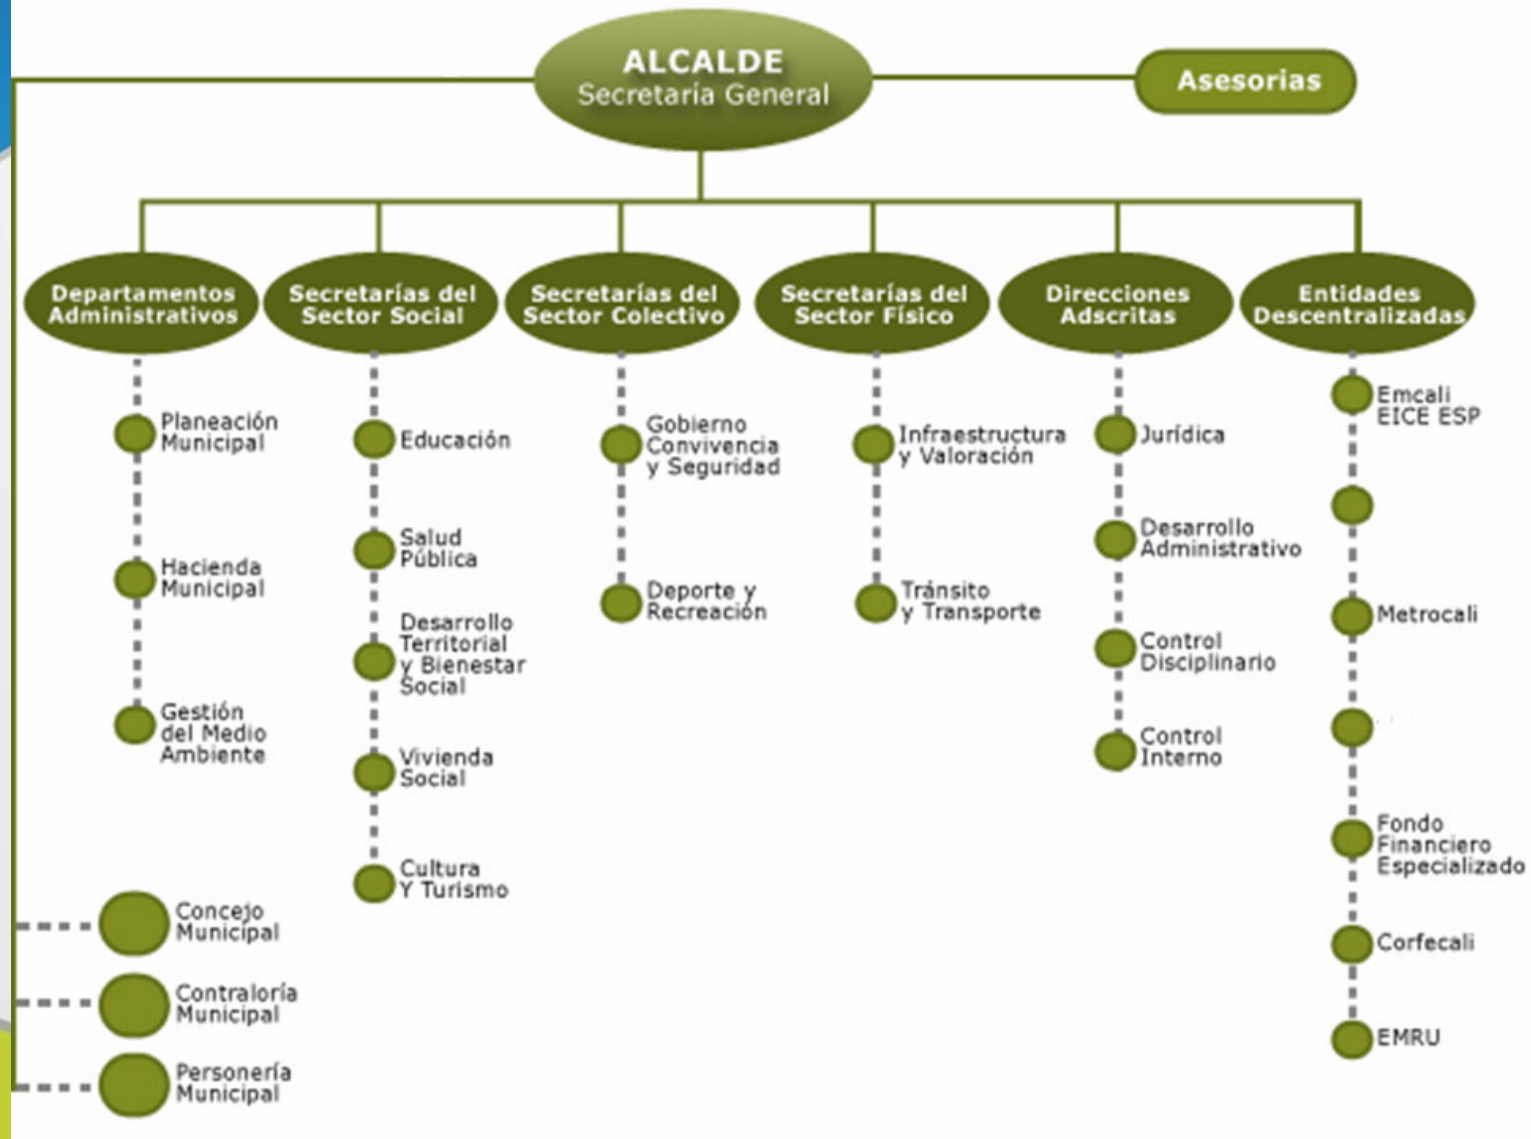 ALCALDE
Secretaría General
Asesorias
Departamentos
Administrativos
Planeación
Municipal
Hacienda
Municipal
Gestión
del Medio
Ambiente
Secretarías del
Sector Social
Educación
Salud
Pública
Desarrollo
Territorial
y Bienestar
Social
Vivienda
Social
Cultura
Y Turismo
Secretarías del
Sector Colectivo
Gobierno
Convivencia
y Seguridad
Deporte y
Recreación
Secretarías del
Sector Físico
Infraestructura
y Valoración
Tránsito
y Transporte
Direcciones
Adscritas
Jurídica
Desarrollo
Administrativo
Control
Disciplinario
Control
Interno
Entidades
Descentralizadas
Emcali
EICE ESP
Metrocali
Fondo
Financiero
Especializado
Corfecali
EMRU
Concejo
Municipal
Contraloría
Municipal
Personería
Municipal